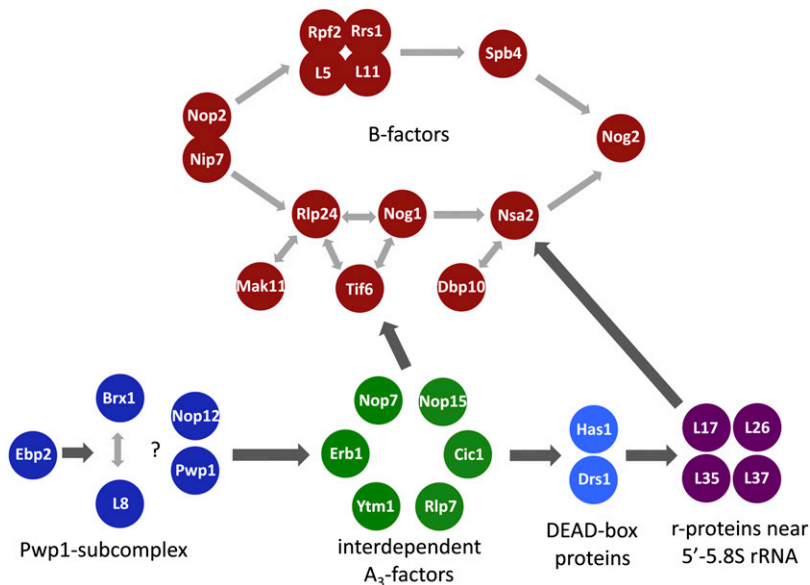 Rpf2 Rrs1
L5 L11
Spb4
Nop2
Nip7
B-factors
Nog2
Rlp24
Nog1
Nsa2
Mak11
Tif6
Dbp10
Brx1
Nop12
Ebp2
?
Pwp1
L8
Pwp1-subcomplex
Nop7
Nop15
Erb1
Cic1
Ytm1
Rlp7
interdependent
A₃-factors
Has1
Drs1
DEAD-box
proteins
L17 L26
L35 L37
r-proteins near
5’-5.8S rRNA